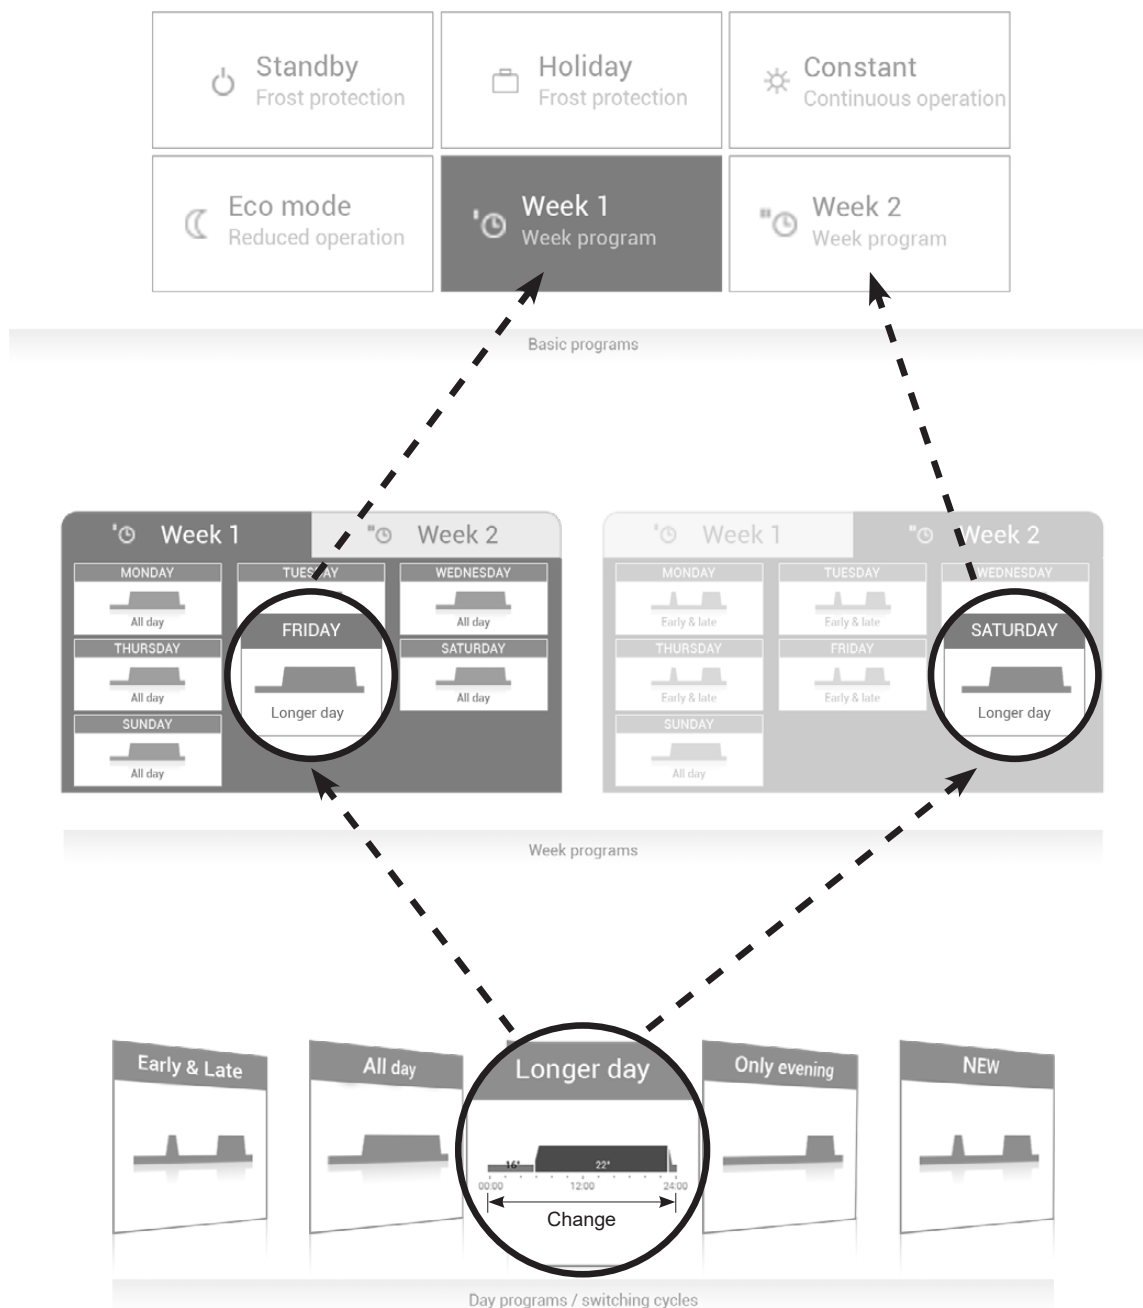 Standby
Frost protection
Holiday
Frost protection
Constant
Continuous operation
Eco mode
Reduced operation
Week 1
Week program
Week 2
Week program
Basic programs
Week 1
Week 2
MONDAY
All day
TUESDAY
WEDNESDAY
All day
THURSDAY
All day
FRIDAY
Longer day
SATURDAY
All day
SUNDAY
All day
Week 1
Week 2
MONDAY
Early & late
TUESDAY
Early & late
WEDNESDAY
THURSDAY
Early & late
FRIDAY
Early & late
SATURDAY
Longer day
SUNDAY
All day
Week programs
Early & Late
All day
Longer day
16°
22°
00:00
12:00
24:00
Change
Only evening
NEW
Day programs / switching cycles